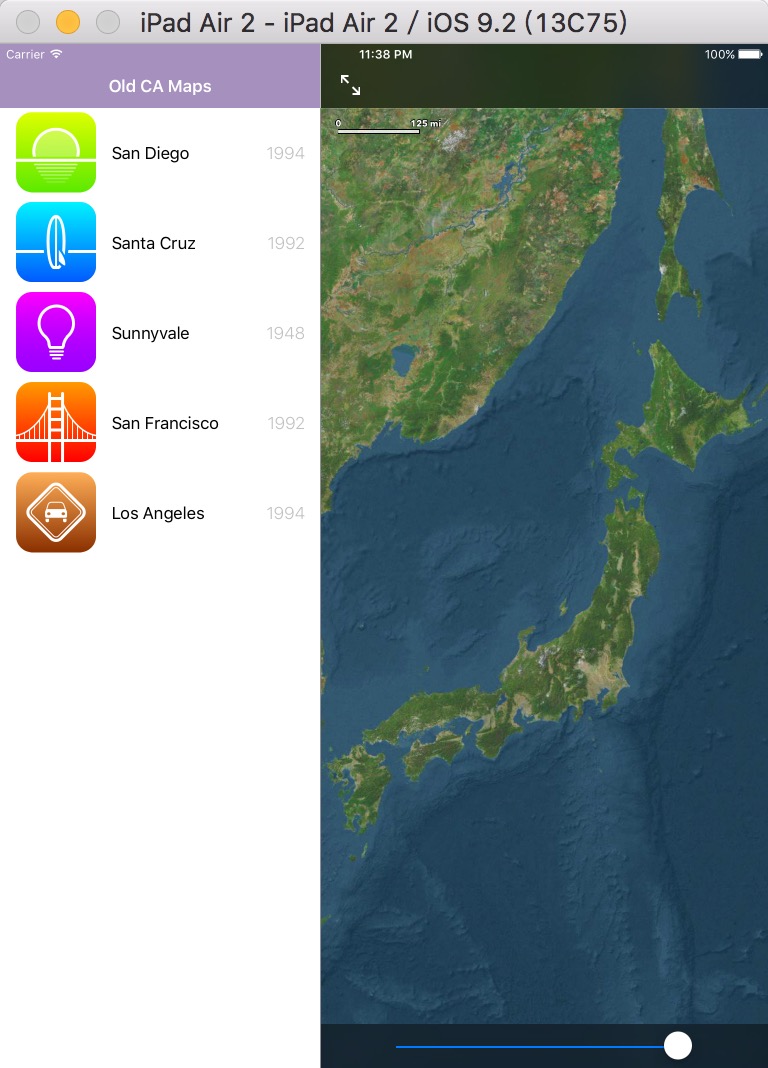 iPad Air 2 - iPad Air 2 / iOS 9.2 (13C75)
Carrier 11:38 PM 100%
Old CA Maps
0 125 mi
San Diego 1994
Santa Cruz 1992
Sunnyvale 1948
San Francisco 1992
Los Angeles 1994